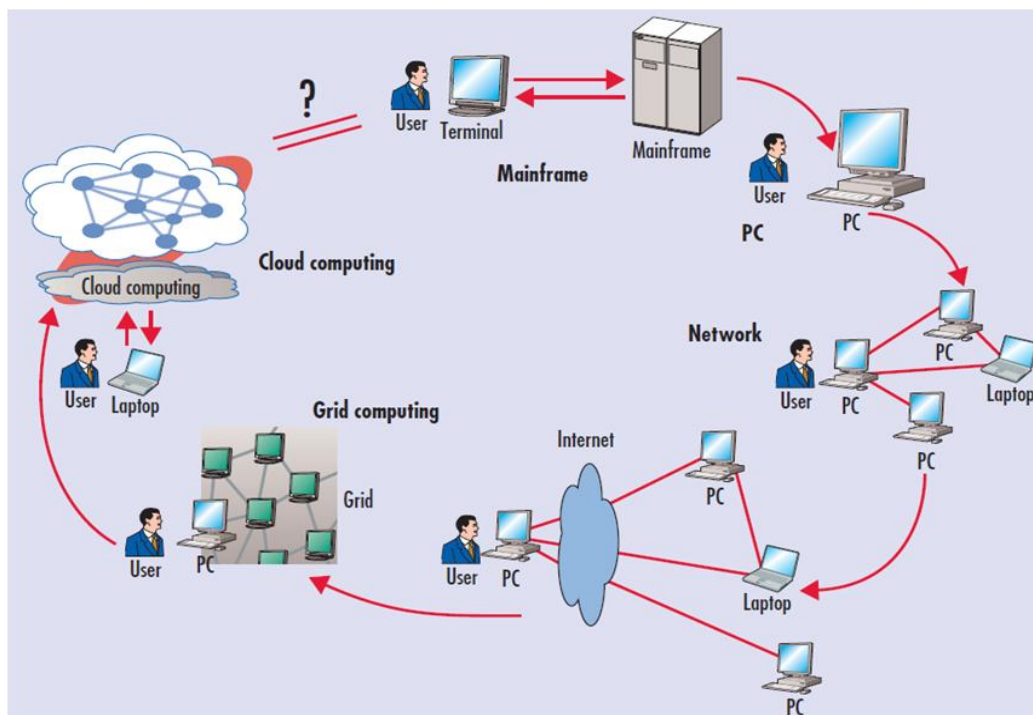 ?
User
Terminal
Mainframe
Mainframe
User
PC
PC
Cloud computing
Cloud computing
User
Laptop
Network
PC
User
PC
Laptop
PC
Grid computing
Grid
User
PC
Internet
PC
User
PC
Laptop
PC